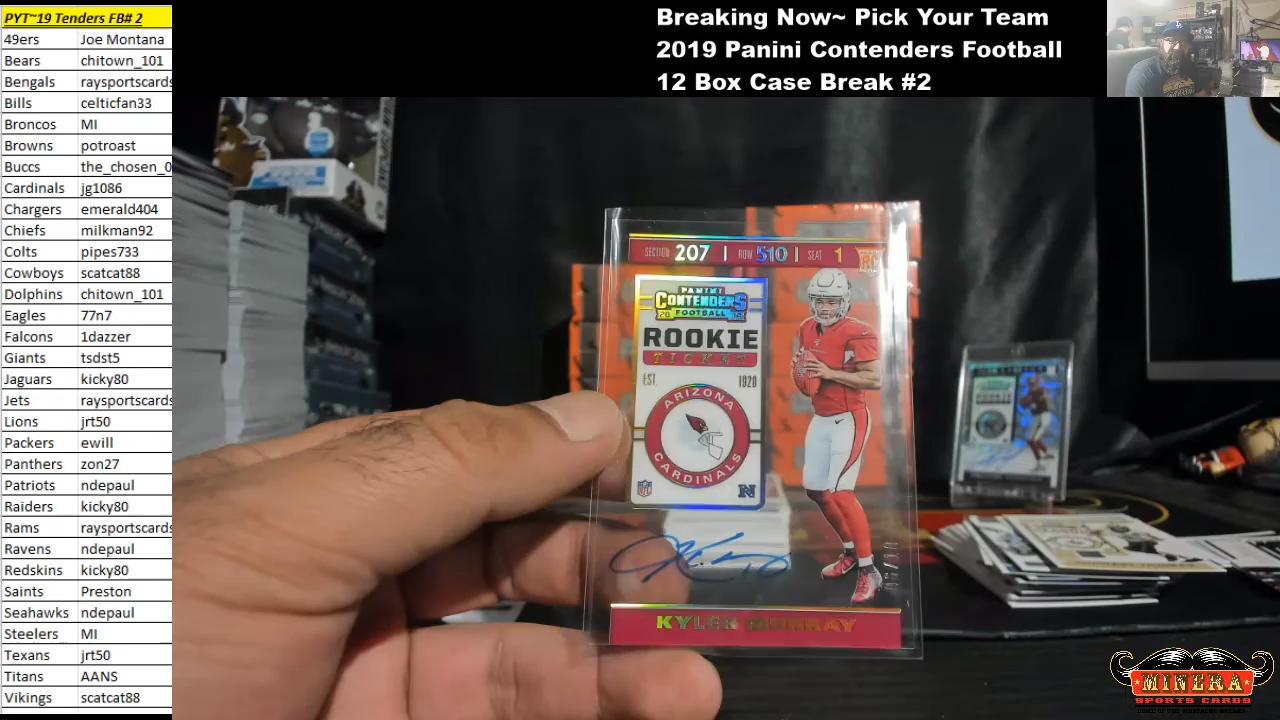 PYT~19 Tenders FB# 2
49ers Joe Montana
Bears chitown_101
Bengals raysportscards
Bills celticfan33
Broncos MI
Browns potroast
Buccs the_chosen_0
Cardinals jg1086
Chargers emerald404
Chiefs milkman92
Colts pipes733
Cowboys scatcat88
Dolphins chitown_101
Eagles 77n7
Falcons 1dazzer
Giants tsdst5
Jaguars kicky80
Jets raysportscards
Lions jrt50
Packers ewill
Panthers zon27
Patriots ndepaul
Raiders kicky80
Rams raysportscards
Ravens ndepaul
Redskins kicky80
Saints Preston
Seahawks ndepaul
Steelers MI
Texans jrt50
Titans AANS
Vikings scatcat88
Breaking Now~ Pick Your Team
2019 Panini Contenders Football
12 Box Case Break #2
SECTION 207 | ROW 510 | SEAT 1
RC
PANINI
CONTENDERS
20 FOOTBALL 19
ROOKIE
TICKET
EST. 1920
ARIZONA
CARDINALS
NFL
KYLER MURRAY
ROOKIE
MINERA
SPORTS CARDS